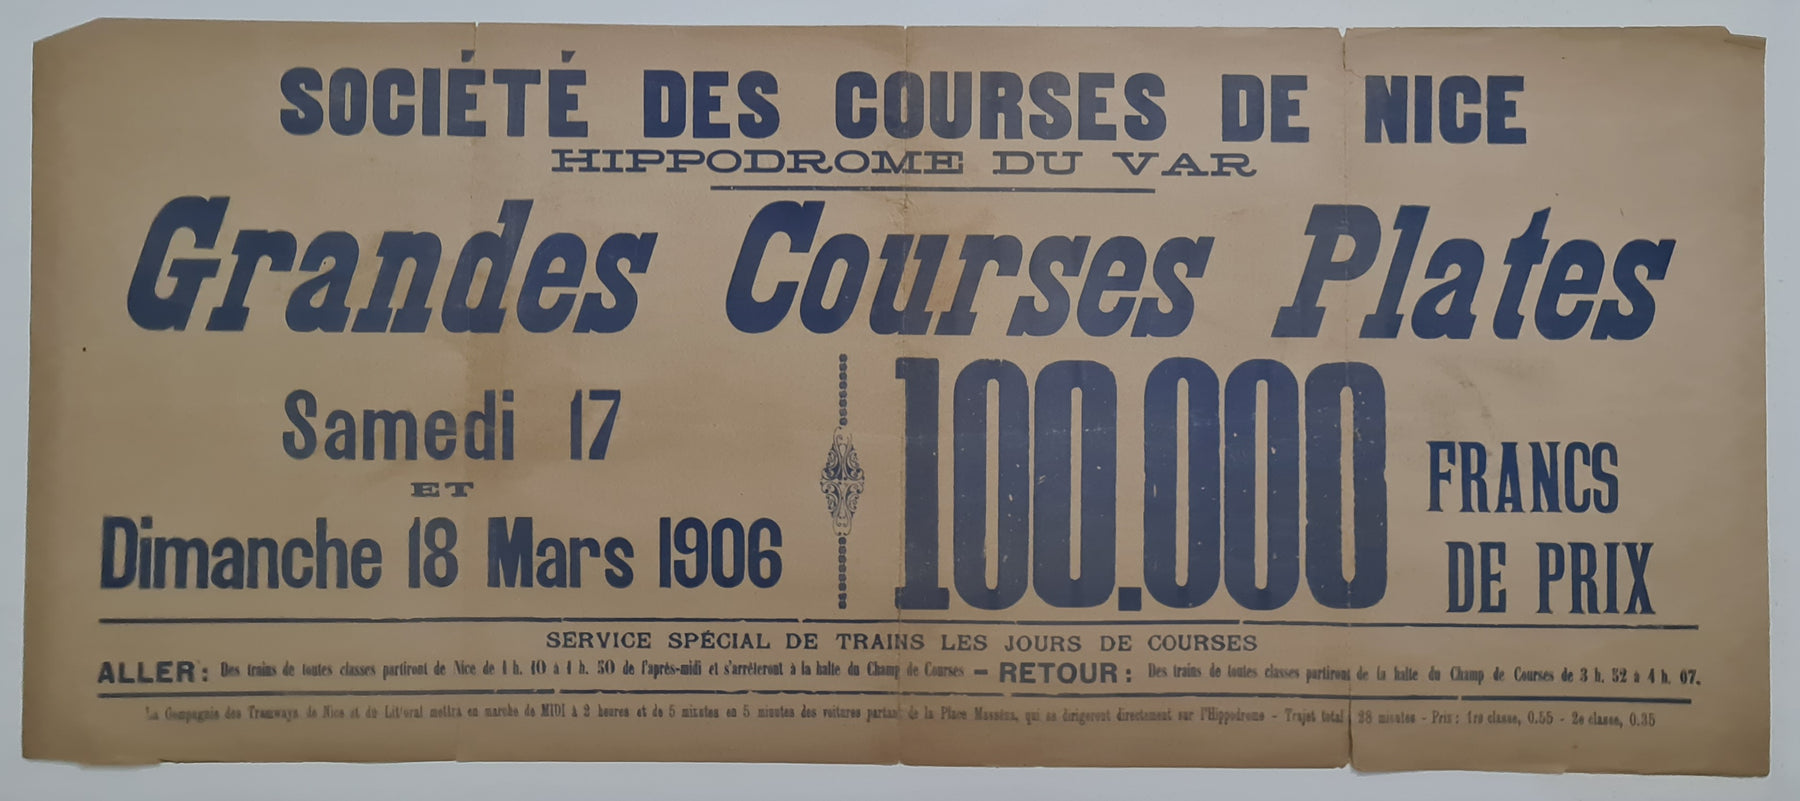 SOCIÉTÉ DES COURSES DE NICE
HIPPODROME DU VAR
Grandes Courses Plates
Samedi 17
ET
Dimanche 18 Mars 1906
100.000
FRANCS
DE PRIX
SERVICE SPÉCIAL DE TRAINS LES JOURS DE COURSES
ALLER : Des trains de toutes classes partiront de Nice de 1 h. 10 à 1 h. 50 de l'après-midi et s'arrêteront à la halte du Champ de Courses — RETOUR : Des trains de toutes classes partiront de la halte du Champ de Courses de 3 h. 52 à 4 h. 07.
La Compagnie des Tramways de Nice et du Littoral mettra en marche de MIDI à 2 heures et de 5 minutes en 5 minutes des voitures partant de la Place Masséna, qui se dirigeront directement sur l'Hippodrome - Trajet total 28 minutes - Prix : 1re classe, 0.55 - 2e classe, 0.35